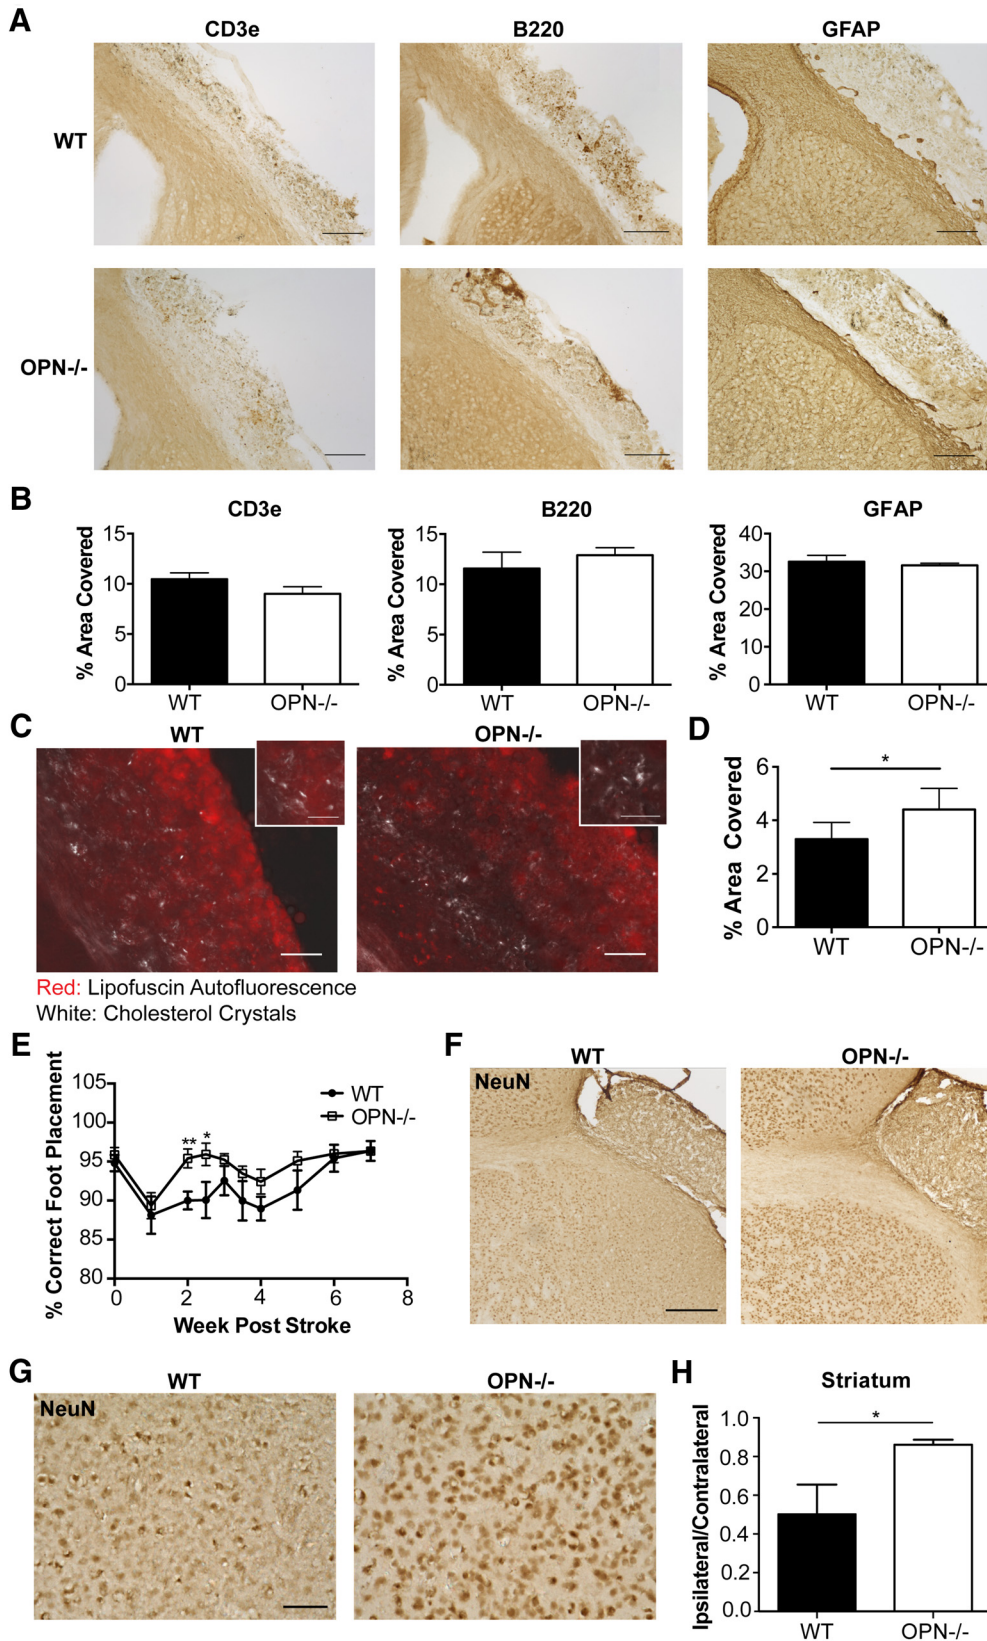 A
CD3e B220 GFAP
WT
OPN-/-
B
CD3e B220 GFAP
% Area Covered
15
10
5
0
WT OPN-/-
% Area Covered
15
10
5
0
WT OPN-/-
% Area Covered
40
30
20
10
0
WT OPN-/-
C
WT OPN-/-
Red: Lipofuscin Autofluorescence
White: Cholesterol Crystals
D
% Area Covered
6
4
2
0
*
WT OPN-/-
E
% Correct Foot Placement
105
100
95
90
85
80
** *
WT
OPN-/-
0 2 4 6 8
Week Post Stroke
F
WT OPN-/-
NeuN
G
WT OPN-/-
NeuN
H
Striatum
Ipsilateral/Contralateral
1.0
0.8
0.6
0.4
0.2
0.0
*
WT OPN-/-